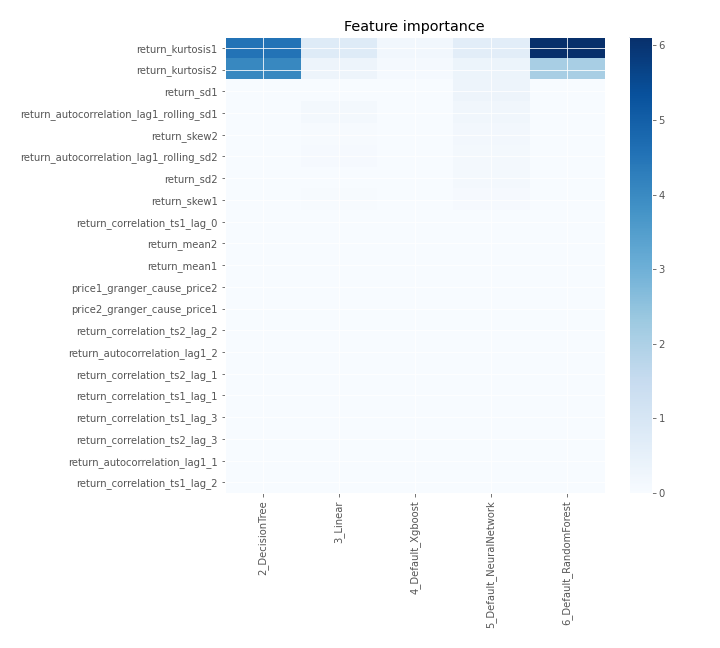 Feature importance
return_kurtosis1
return_kurtosis2
return_sd1
return_autocorrelation_lag1_rolling_sd1
return_skew2
return_autocorrelation_lag1_rolling_sd2
return_sd2
return_skew1
return_correlation_ts1_lag_0
return_mean2
return_mean1
price1_granger_cause_price2
price2_granger_cause_price1
return_correlation_ts2_lag_2
return_autocorrelation_lag1_2
return_correlation_ts2_lag_1
return_correlation_ts1_lag_1
return_correlation_ts1_lag_3
return_correlation_ts2_lag_3
return_autocorrelation_lag1_1
return_correlation_ts1_lag_2
2_DecisionTree
3_Linear
4_Default_Xgboost
5_Default_NeuralNetwork
6_Default_RandomForest
6
5
4
3
2
1
0